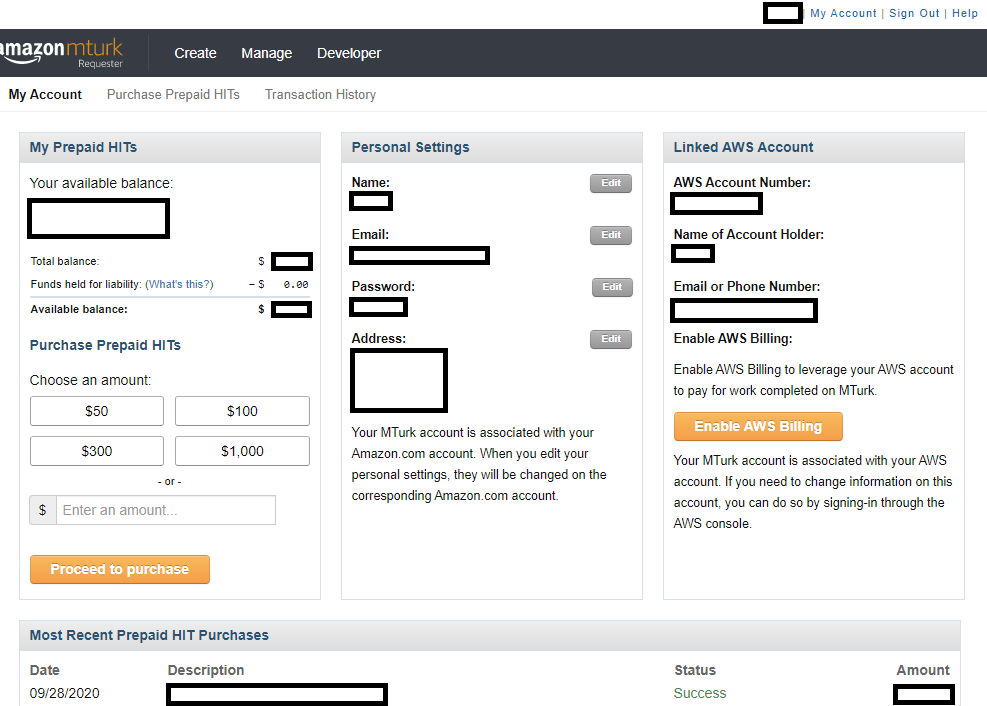 | My Account | Sign Out | Help
amazon mturk
Requester
Create Manage Developer
My Account Purchase Prepaid HITs Transaction History
My Prepaid HITs
Your available balance:
Total balance: $
Funds held for liability: (What's this?) – $ 0.00
Available balance: $
Purchase Prepaid HITs
Choose an amount:
$50 $100
$300 $1,000
- or -
$ Enter an amount...
Proceed to purchase
Personal Settings
Name: Edit
Email: Edit
Password: Edit
Address: Edit
Your MTurk account is associated with your
Amazon.com account. When you edit your
personal settings, they will be changed on the
corresponding Amazon.com account.
Linked AWS Account
AWS Account Number:
Name of Account Holder:
Email or Phone Number:
Enable AWS Billing:
Enable AWS Billing to leverage your AWS account
to pay for work completed on MTurk.
Enable AWS Billing
Your MTurk account is associated with your AWS
account. If you need to change information on this
account, you can do so by signing-in through the
AWS console.
Most Recent Prepaid HIT Purchases
Date Description Status Amount
09/28/2020 Success